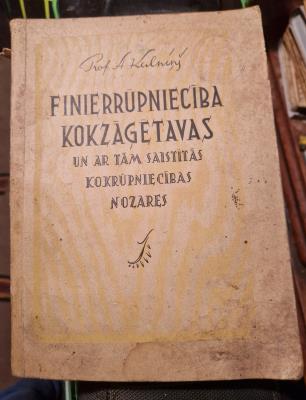 Prof. A. Kalniņš
FINIERRŪPNIECĪBA
KOKZĀĢĒTAVAS
UN AR TĀM SAISTĪTĀS
KOKRŪPNIECĪBAS
NOZARES